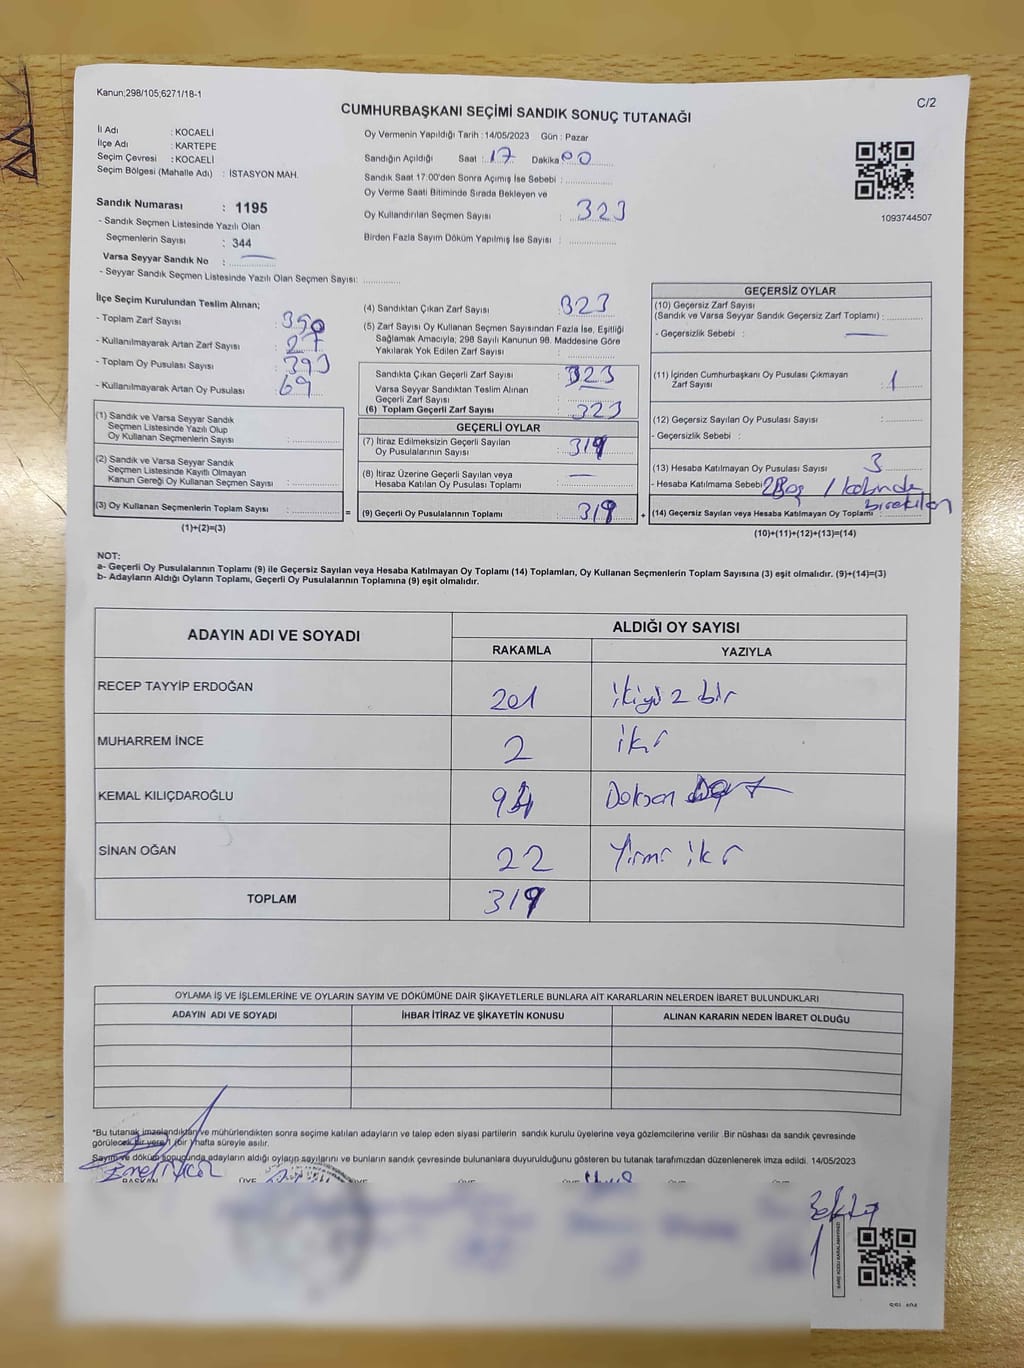 Kanun;298/105;6271/18-1
C/2
CUMHURBAŞKANI SEÇİMİ SANDIK SONUÇ TUTANAĞI
İl Adı : KOCAELİ
İlçe Adı : KARTEPE
Seçim Çevresi : KOCAELİ
Seçim Bölgesi (Mahalle Adı) : İSTASYON MAH.
Oy Vermenin Yapıldığı Tarih : 14/05/2023 Gün : Pazar
Sandığın Açıldığı Saat : 17 Dakika 00
Sandık Saat 17:00'den Sonra Açımış İse Sebebi :
Oy Verme Saati Bitiminde Sırada Bekleyen ve
Oy Kullandırılan Seçmen Sayısı : 323
Birden Fazla Sayım Döküm Yapılmış İse Sayısı :
1093744507
Sandık Numarası : 1195
- Sandık Seçmen Listesinde Yazılı Olan
Seçmenlerin Sayısı : 344
Varsa Seyyar Sandık No : —
- Seyyar Sandık Seçmen Listesinde Yazılı Olan Seçmen Sayısı:
İlçe Seçim Kurulundan Teslim Alınan;
- Toplam Zarf Sayısı : 350
- Kullanılmayarak Artan Zarf Sayısı : 27
- Toplam Oy Pusulası Sayısı : 393
- Kullanılmayarak Artan Oy Pusulası : 69
(1) Sandık ve Varsa Seyyar Sandık
Seçmen Listesinde Yazılı Olup
Oy Kullanan Seçmenlerin Sayısı :
(2) Sandık ve Varsa Seyyar Sandık
Seçmen Listesinde Kayıtlı Olmayan
Kanun Gereği Oy Kullanan Seçmen Sayısı :
(3) Oy Kullanan Seçmenlerin Toplam Sayısı : =
(1)+(2)=(3)
(4) Sandıktan Çıkan Zarf Sayısı : 323
(5) Zarf Sayısı Oy Kullanan Seçmen Sayısından Fazla İse, Eşitliği
Sağlamak Amacıyla; 298 Sayılı Kanunun 98. Maddesine Göre
Yakılarak Yok Edilen Zarf Sayısı :
Sandıkta Çıkan Geçerli Zarf Sayısı : 323
Varsa Seyyar Sandıktan Teslim Alınan
Geçerli Zarf Sayısı :
(6) Toplam Geçerli Zarf Sayısı : 323
GEÇERLİ OYLAR
(7) İtiraz Edilmeksizin Geçerli Sayılan
Oy Pusulalarının Sayısı : 319
(8) İtiraz Üzerine Geçerli Sayılan veya
Hesaba Katılan Oy Pusulası Toplamı : —
(9) Geçerli Oy Pusulalarının Toplamı : 319 +
GEÇERSİZ OYLAR
(10) Geçersiz Zarf Sayısı
(Sandık ve Varsa Seyyar Sandık Geçersiz Zarf Toplamı) :
- Geçersizlik Sebebi : —
(11) İçinden Cumhurbaşkanı Oy Pusulası Çıkmayan
Zarf Sayısı : 1
(12) Geçersiz Sayılan Oy Pusulası Sayısı :
- Geçersizlik Sebebi :
(13) Hesaba Katılmayan Oy Pusulası Sayısı : 3
- Hesaba Katılmama Sebebi 2 Boş 1 kabinde
bırakılan
(14) Geçersiz Sayılan veya Hesaba Katılmayan Oy Toplamı :
(10)+(11)+(12)+(13)=(14)
NOT:
a- Geçerli Oy Pusulalarının Toplamı (9) ile Geçersiz Sayılan veya Hesaba Katılmayan Oy Toplamı (14) Toplamları, Oy Kullanan Seçmenlerin Toplam Sayısına (3) eşit olmalıdır. (9)+(14)=(3)
b- Adayların Aldığı Oyların Toplamı, Geçerli Oy Pusulalarının Toplamına (9) eşit olmalıdır.
ADAYIN ADI VE SOYADI ALDIĞI OY SAYISI
RAKAMLA YAZIYLA
RECEP TAYYİP ERDOĞAN 201 ikiyü 2 bir
MUHARREM İNCE 2 iki
KEMAL KILIÇDAROĞLU 94 Doksan Dört
SİNAN OĞAN 22 Yirmi iki
TOPLAM 319
OYLAMA İŞ VE İŞLEMLERİNE VE OYLARIN SAYIM VE DÖKÜMÜNE DAİR ŞİKAYETLERLE BUNLARA AİT KARARLARIN NELERDEN İBARET BULUNDUKLARI
ADAYIN ADI VE SOYADI İHBAR İTİRAZ VE ŞİKAYETİN KONUSU ALINAN KARARIN NEDEN İBARET OLDUĞU
*Bu tutanak imzalandıktan ve mühürlendikten sonra seçime katılan adayların ve talep eden siyasi partilerin sandık kurulu üyelerine veya gözlemcilerine verilir .Bir nüshası da sandık çevresinde
görülecek bir yere 1 (bir) hafta süreyle asılır.
Sayım ve döküm sonucunda adayların aldığı oyların sayılarını ve bunların sandık çevresinde bulunanlara duyurulduğunu gösteren bu tutanak tarafımızdan düzenlenerek imza edildi. 14/05/2023
BAŞKAN ÜYE ÜYE ÜYE ÜYE ÜYE